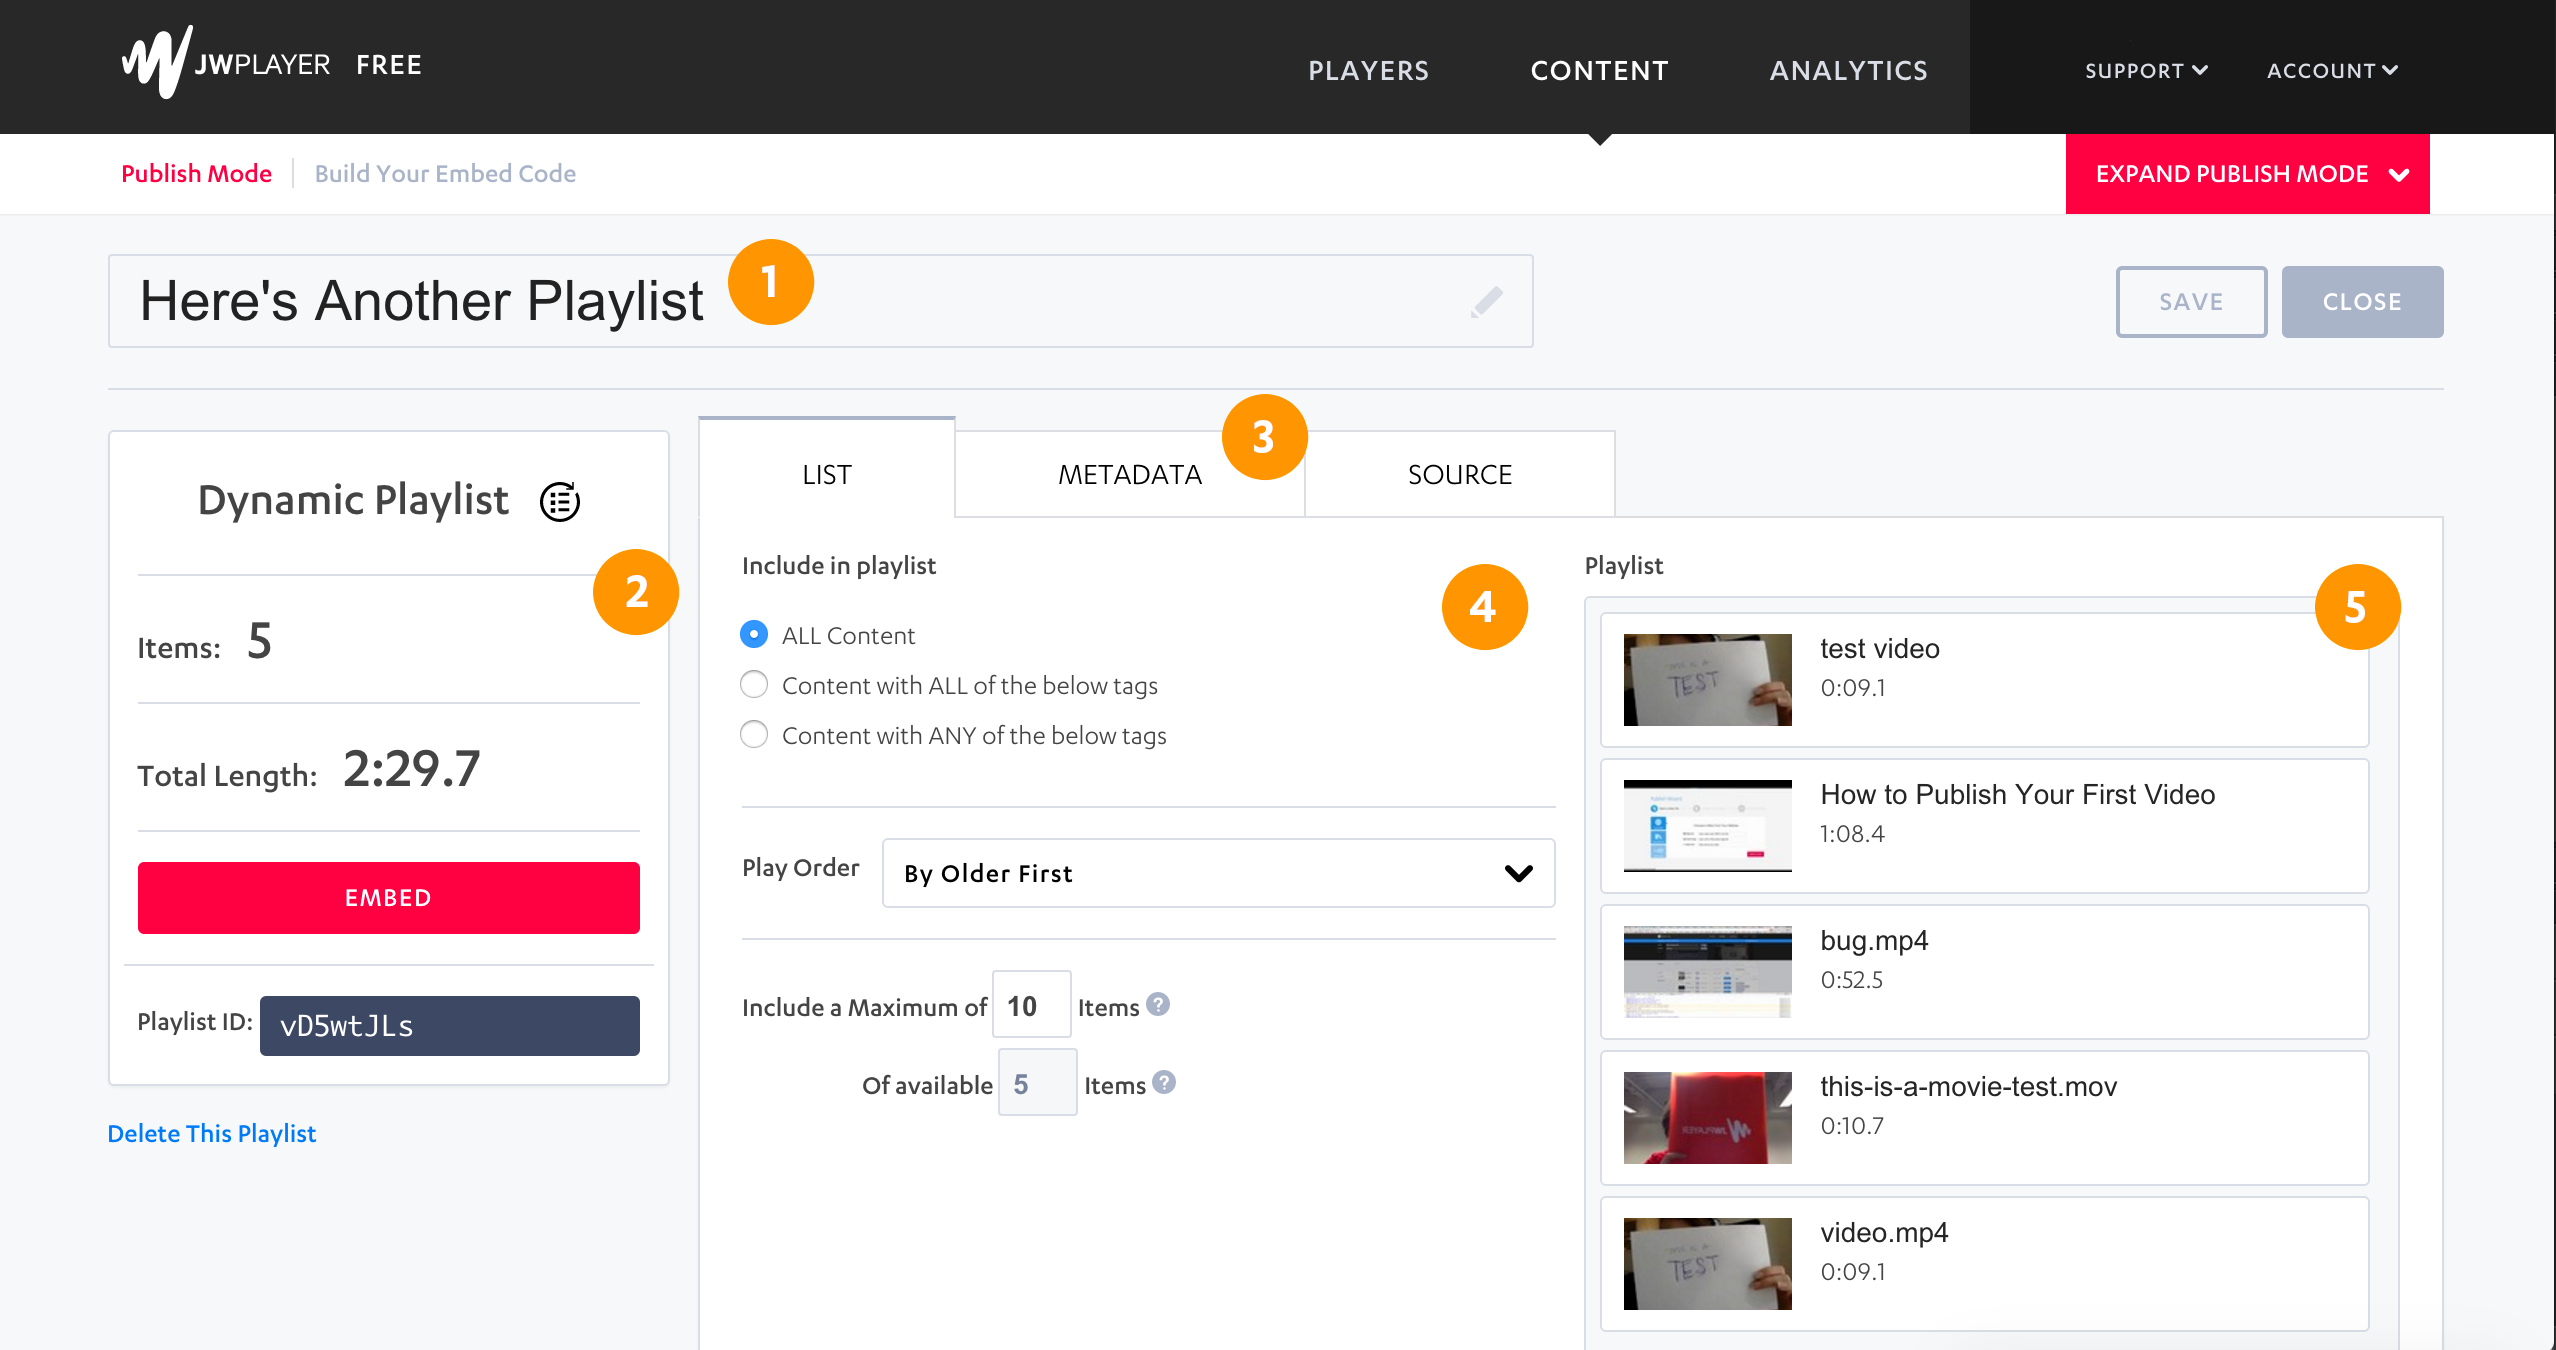 JWPLAYER FREE
PLAYERS
CONTENT
ANALYTICS
SUPPORT
ACCOUNT
Publish Mode
Build Your Embed Code
EXPAND PUBLISH MODE
Here's Another Playlist
1
SAVE
CLOSE
Dynamic Playlist
2
Items: 5
Total Length: 2:29.7
EMBED
Playlist ID: vD5wtJLs
Delete This Playlist
LIST
METADATA
3
SOURCE
Include in playlist
4
ALL Content
Content with ALL of the below tags
Content with ANY of the below tags
Play Order By Older First
Include a Maximum of 10 Items ?
Of available 5 Items ?
Playlist
5
TEST
test video
0:09.1
How to Publish Your First Video
1:08.4
bug.mp4
0:52.5
JWPLAYER
this-is-a-movie-test.mov
0:10.7
TEST
video.mp4
0:09.1